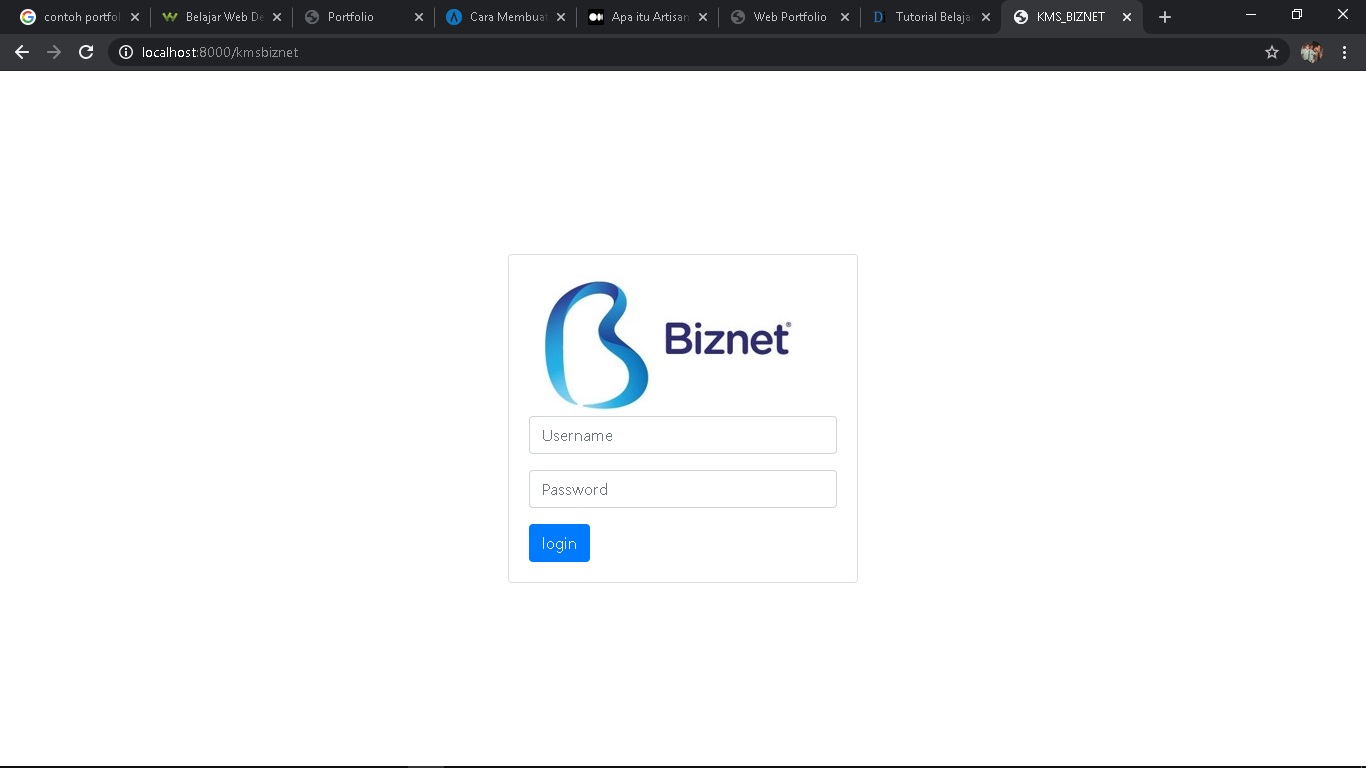 contoh portfol
Belajar Web De
Portfolio
Cara Membuat
Apa itu Artisan
Web Portfolio
Tutorial Belaja
KMS_BIZNET
localhost:8000/kmsbiznet
Biznet®
Username
Password
login